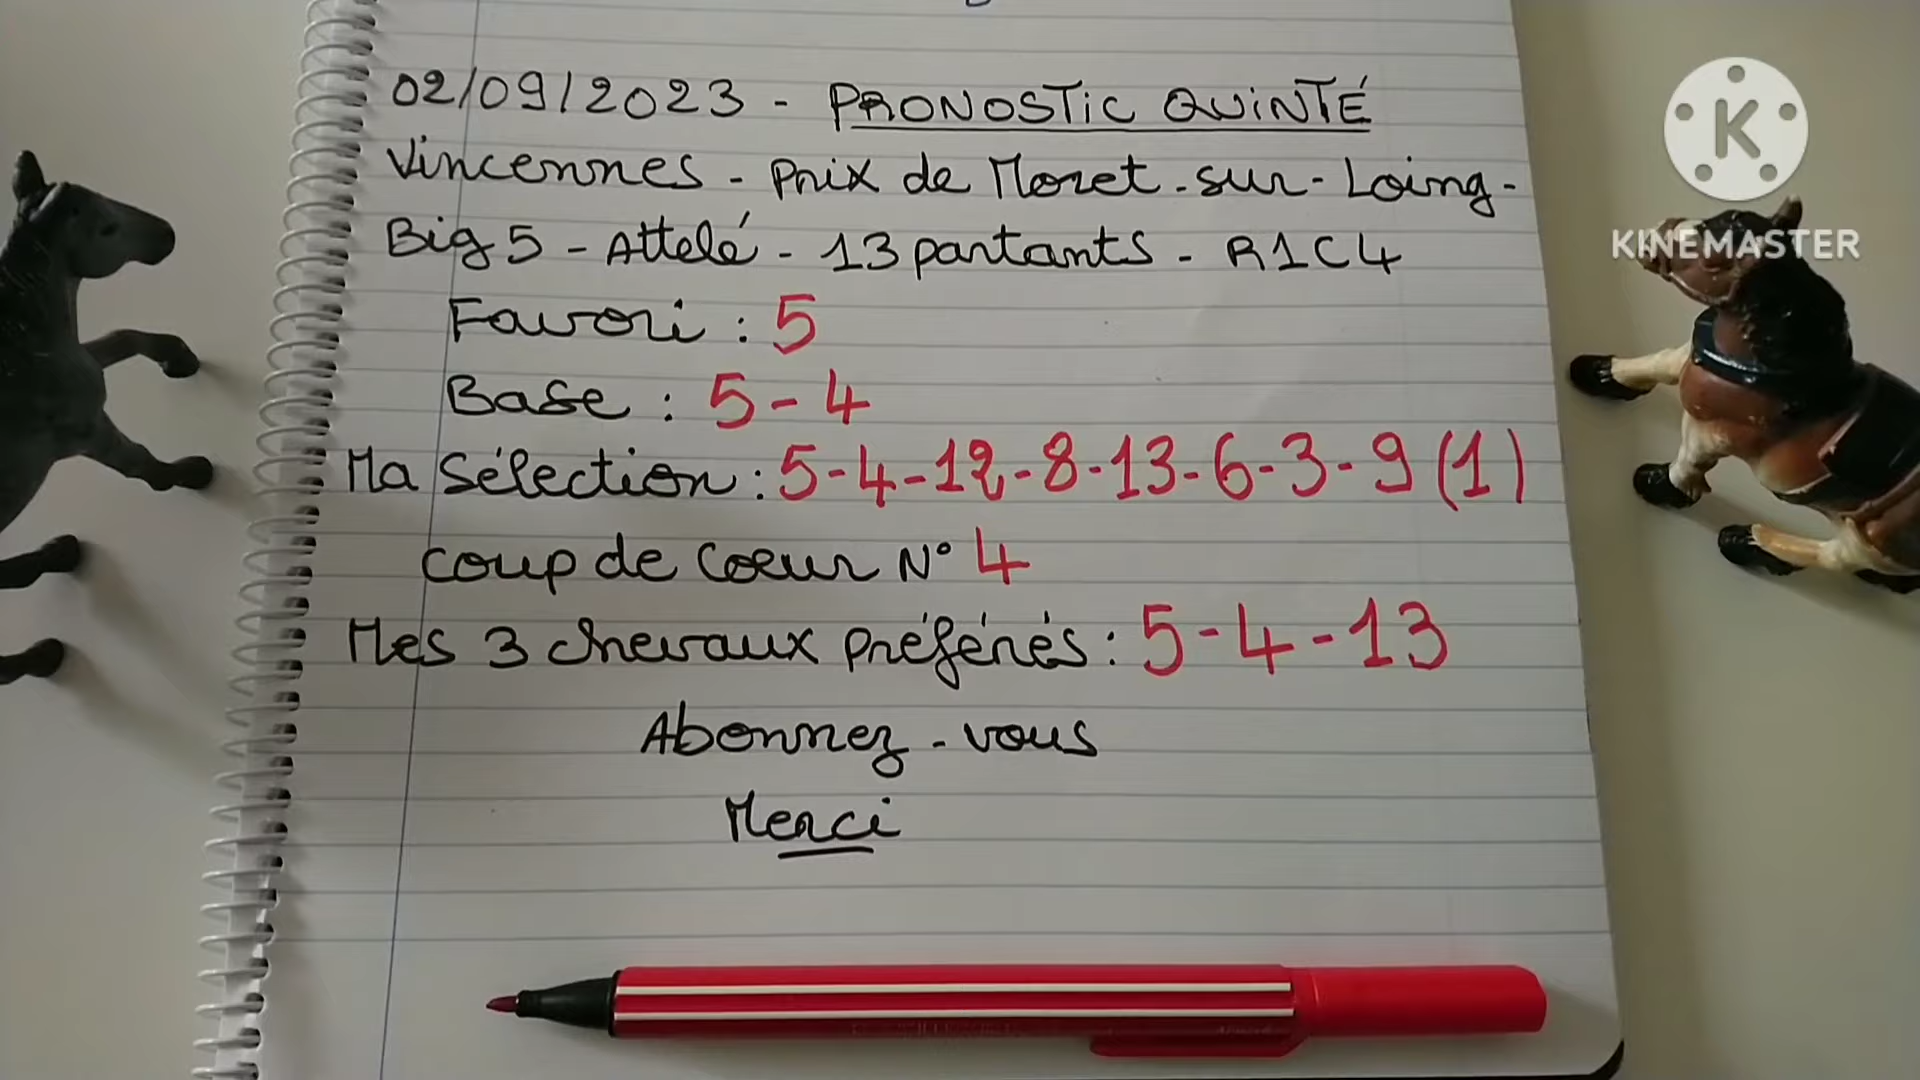 02/09/2023 - PRONOSTIC QUINTÉ
Vincennes - Prix de Moret-sur-Loing -
Big 5 - Attelé - 13 partants - R1C4
Favori : 5
Base : 5 - 4
Ma Sélection : 5-4-12-8-13-6-3-9 (1)
coup de coeur N° 4
Mes 3 chevaux préférés : 5-4-13
Abonnez-vous
Merci
K
KINEMASTER